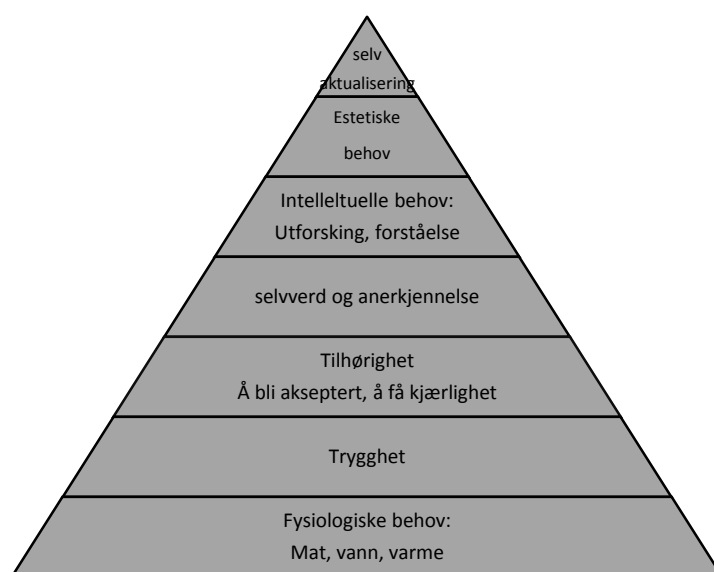 selv
aktualisering
Estetiske
behov
Intelleltuelle behov:
Utforsking, forståelse
selvverd og anerkjennelse
Tilhørighet
Å bli akseptert, å få kjærlighet
Trygghet
Fysiologiske behov:
Mat, vann, varme